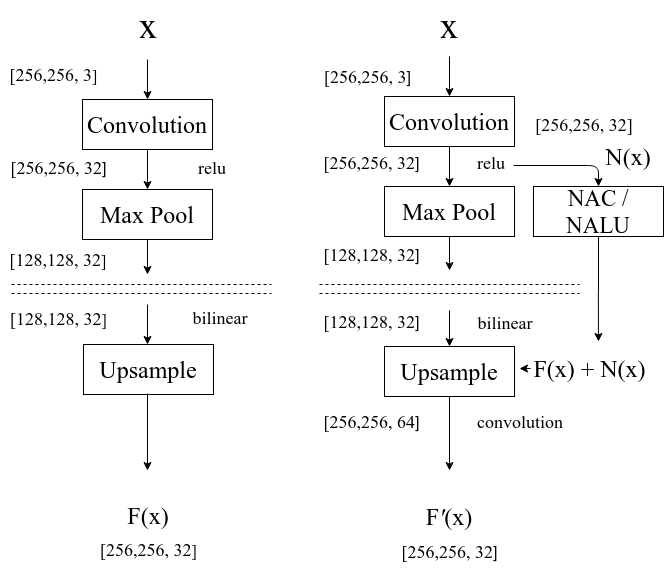 X
[256,256, 3]
Convolution
[256,256, 32]
relu
Max Pool
[128,128, 32]
[128,128, 32]
bilinear
Upsample
F(x)
[256,256, 32]
X
[256,256, 3]
Convolution
[256,256, 32]
[256,256, 32]
relu
N(x)
Max Pool
NAC /
NALU
[128,128, 32]
[128,128, 32]
bilinear
Upsample
F(x) + N(x)
[256,256, 64]
convolution
F'(x)
[256,256, 32]